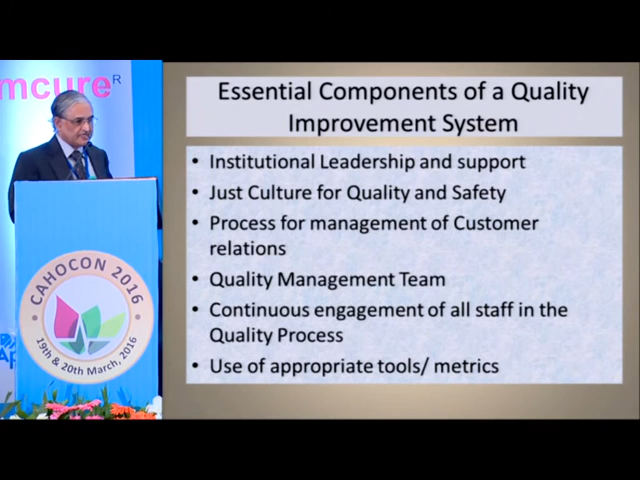 mcure R
CAHOCON 2016
19th & 20th March, 2016
Essential Components of a Quality
Improvement System
• Institutional Leadership and support
• Just Culture for Quality and Safety
• Process for management of Customer
relations
• Quality Management Team
• Continuous engagement of all staff in the
Quality Process
• Use of appropriate tools/ metrics